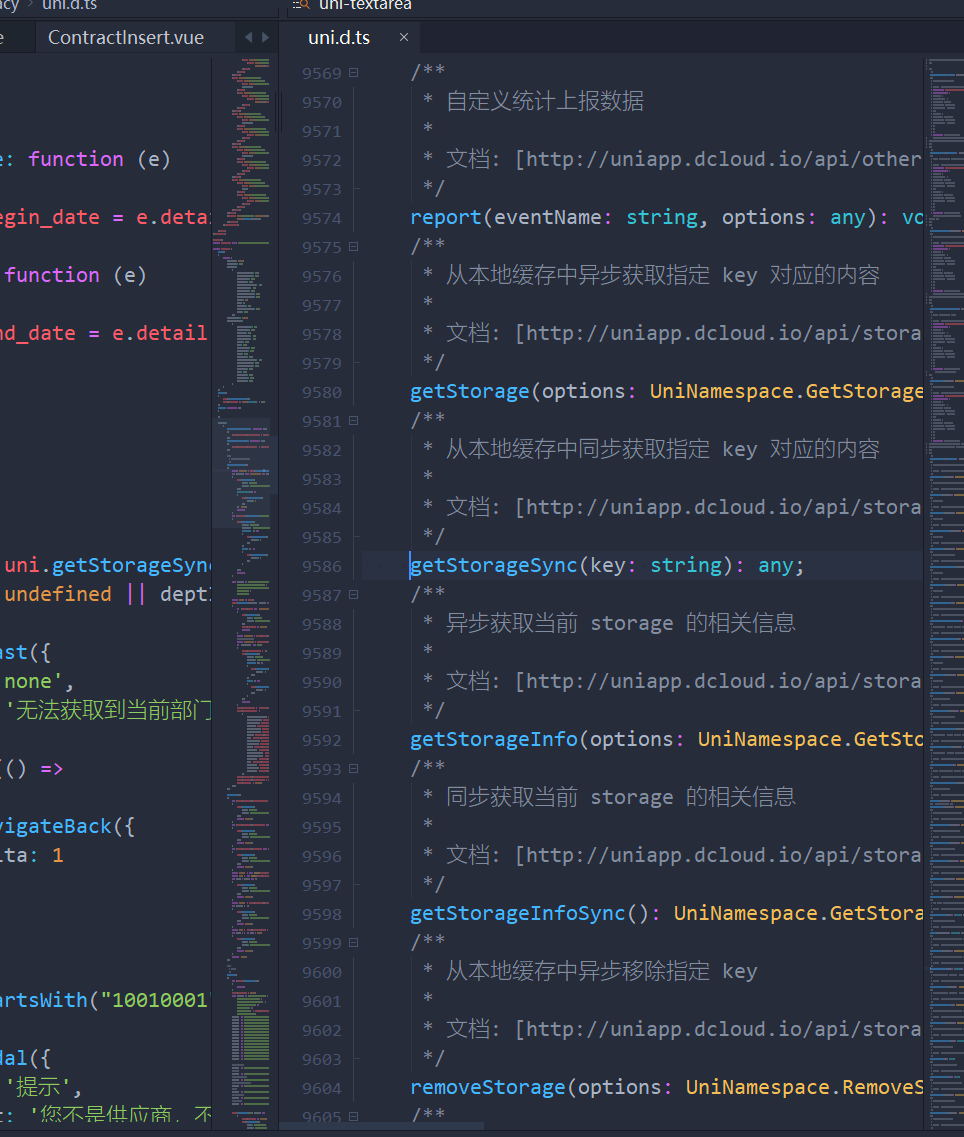 uni.d.ts
uni-textarea
ContractInsert.vue
uni.d.ts ×
: function (e)
egin_date = e.detai
function (e)
nd_date = e.detail
uni.getStorageSync
undefined || depti
ast({
none',
'无法获取到当前部门
(() =>
vigateBack({
lta: 1
artsWith("10010001"
dal({
'提示',
: '您不是供应商，不
9569 /**
9570 * 自定义统计上报数据
9571 *
9572 * 文档: [http://uniapp.dcloud.io/api/other
9573 */
9574 report(eventName: string, options: any): vo
9575 /**
9576 * 从本地缓存中异步获取指定 key 对应的内容
9577 *
9578 * 文档: [http://uniapp.dcloud.io/api/stora
9579 */
9580 getStorage(options: UniNamespace.GetStorage
9581 /**
9582 * 从本地缓存中同步获取指定 key 对应的内容
9583 *
9584 * 文档: [http://uniapp.dcloud.io/api/stora
9585 */
9586 getStorageSync(key: string): any;
9587 /**
9588 * 异步获取当前 storage 的相关信息
9589 *
9590 * 文档: [http://uniapp.dcloud.io/api/stora
9591 */
9592 getStorageInfo(options: UniNamespace.GetSto
9593 /**
9594 * 同步获取当前 storage 的相关信息
9595 *
9596 * 文档: [http://uniapp.dcloud.io/api/stora
9597 */
9598 getStorageInfoSync(): UniNamespace.GetStora
9599 /**
9600 * 从本地缓存中异步移除指定 key
9601 *
9602 * 文档: [http://uniapp.dcloud.io/api/stora
9603 */
9604 removeStorage(options: UniNamespace.RemoveS
9605 /**